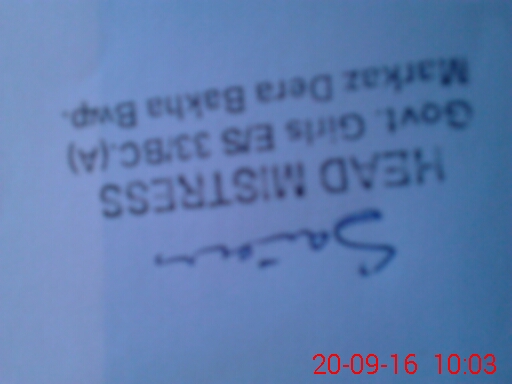 HEAD MISTRESS
Govt. Girls E/S 33/BC.(A)
Markaz Dera Bakha Bwp.
20-09-16 10:03